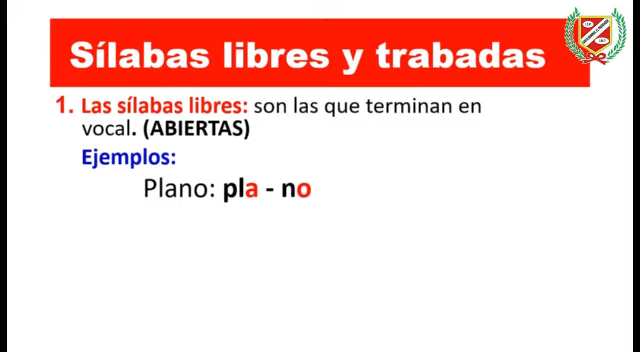 Sílabas libres y trabadas
1. Las sílabas libres: son las que terminan en
vocal. (ABIERTAS)
Ejemplos:
Plano: pla - no